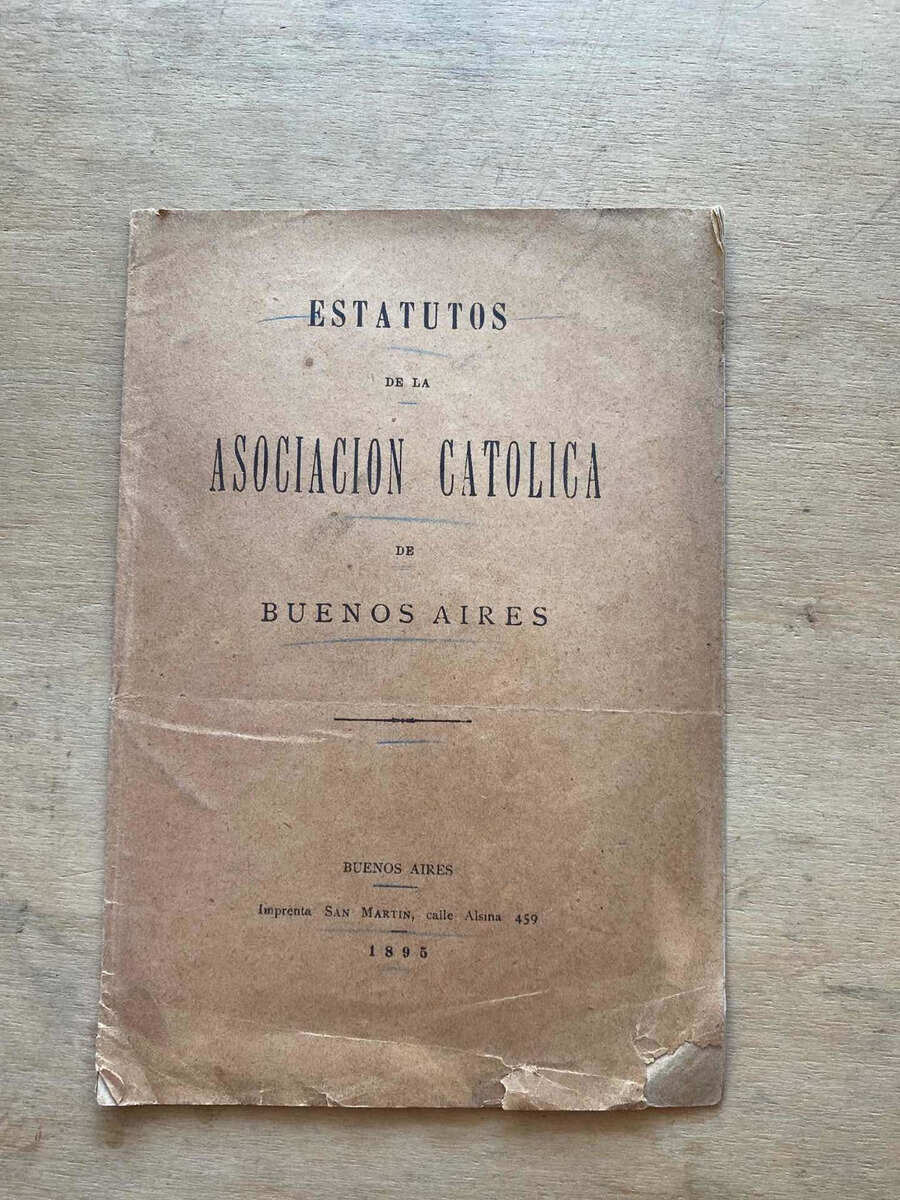 ESTATUTOS
DE LA
ASOCIACION CATOLICA
DE
BUENOS AIRES
BUENOS AIRES
Imprenta SAN MARTIN, calle Alsina 459
1895